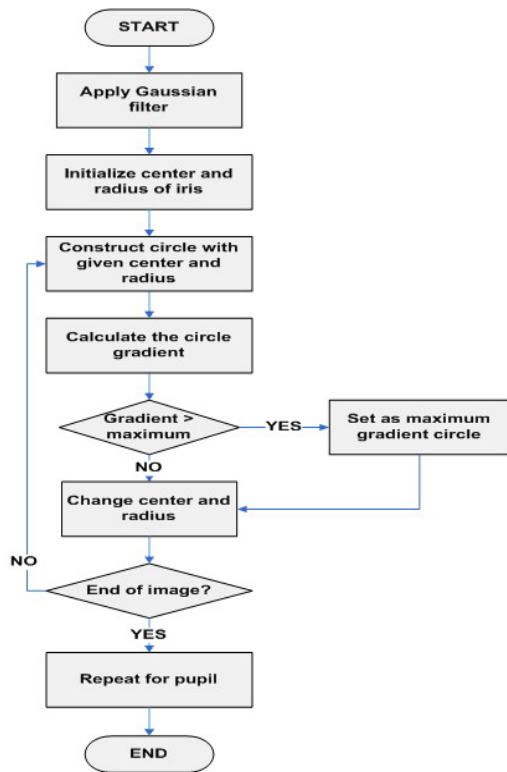 START
Apply Gaussian
filter
Initialize center and
radius of iris
Construct circle with
given center and
radius
Calculate the circle
gradient
Gradient >
maximum
YES
Set as maximum
gradient circle
NO
Change center and
radius
NO
End of image?
YES
Repeat for pupil
END